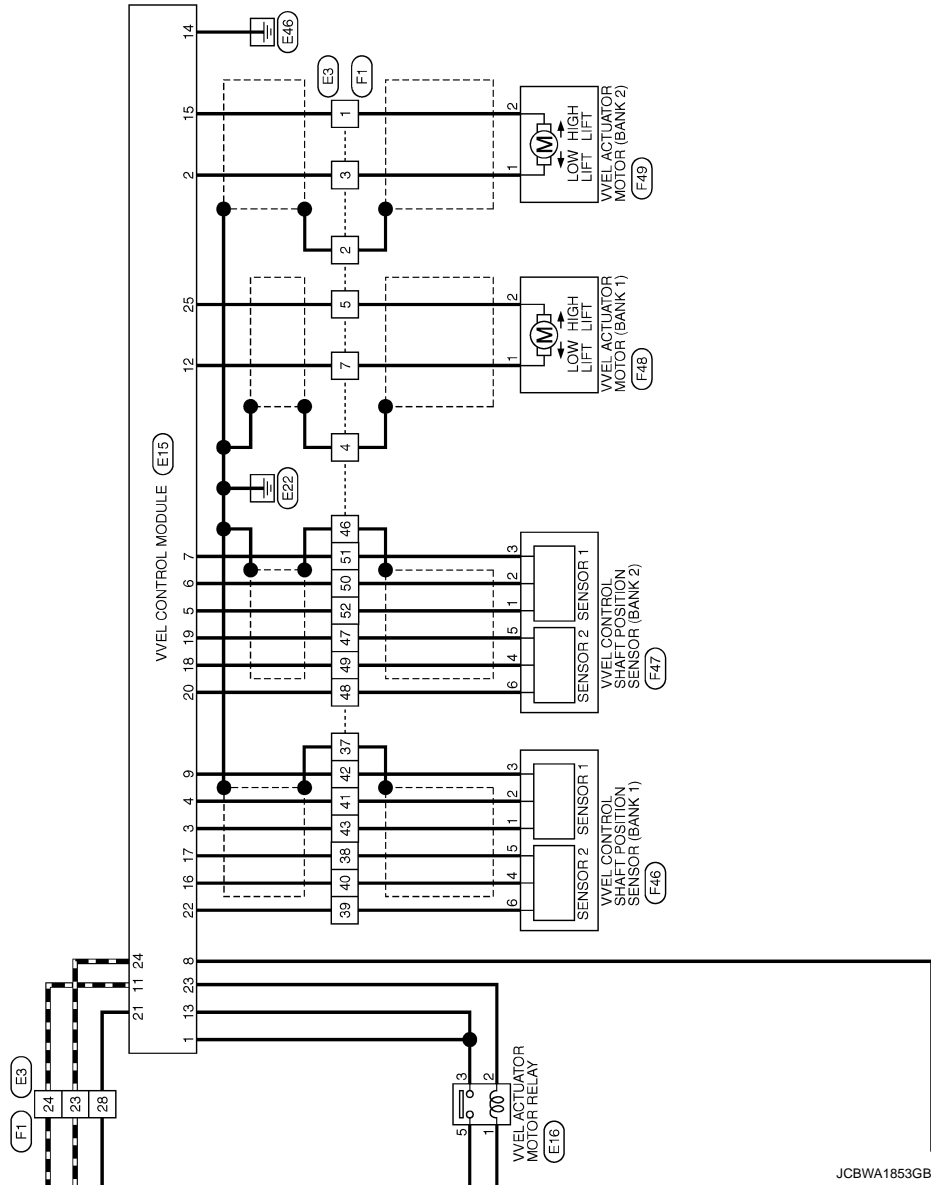 14
E46
E3
F1
15
1
2
VVEL ACTUATOR
MOTOR (BANK 2)
LOW LIFT
HIGH LIFT
M
F49
2
3
1
2
25
5
2
VVEL ACTUATOR
MOTOR (BANK 1)
LOW LIFT
HIGH LIFT
M
F48
12
7
1
4
VVEL CONTROL MODULE
E15
E22
46
7
51
3
6
50
2
5
52
1
19
47
5
18
49
4
20
48
6
SENSOR 1
SENSOR 2
VVEL CONTROL
SHAFT POSITION
SENSOR (BANK 2)
F47
37
9
42
3
4
41
2
3
43
1
17
38
5
16
40
4
22
39
6
SENSOR 1
SENSOR 2
VVEL CONTROL
SHAFT POSITION
SENSOR (BANK 1)
F46
24
8
11
23
21
13
1
E3
F1
24
23
28
3
2
5
1
VVEL ACTUATOR
MOTOR RELAY
E16
JCBWA1853GB